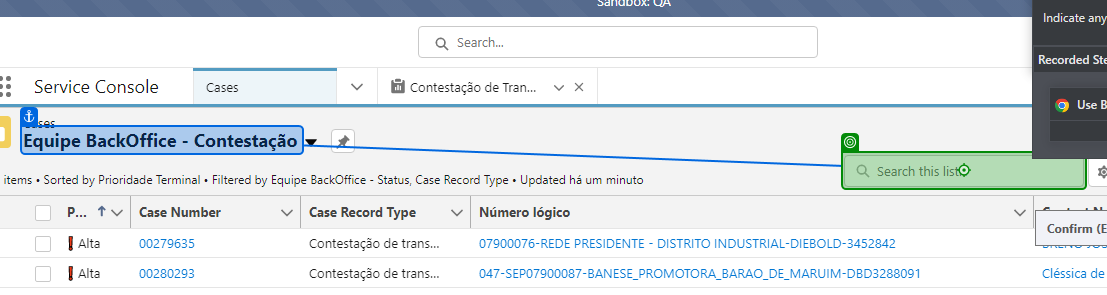 Sandbox: QA
Indicate any
Search...
Recorded Ste
Service Console
Cases
Contestação de Tran...
Use B
Cases
Equipe BackOffice - Contestação
items • Sorted by Prioridade Terminal • Filtered by Equipe BackOffice - Status, Case Record Type • Updated há um minuto
Search this list
P... Case Number Case Record Type Número lógico
Confirm (E
Alta 00279635 Contestação de trans... 07900076-REDE PRESIDENTE - DISTRITO INDUSTRIAL-DIEBOLD-3452842
Alta 00280293 Contestação de trans... 047-SEP07900087-BANESE_PROMOTORA_BARAO_DE_MARUIM-DBD3288091 Cléssica de